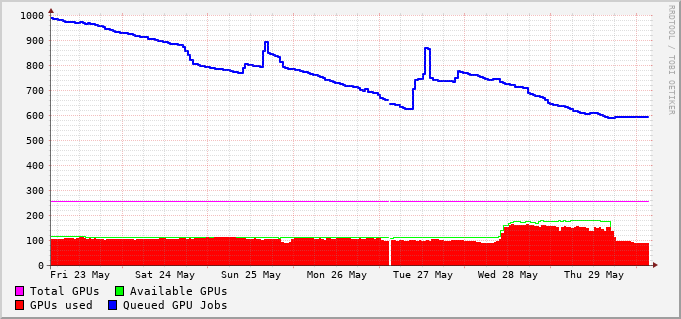 1000
900
800
700
600
500
400
300
200
100
0
Fri 23 May Sat 24 May Sun 25 May Mon 26 May Tue 27 May Wed 28 May Thu 29 May
Total GPUs Available GPUs
GPUs used Queued GPU Jobs
RRDTOOL / TOBI OETIKER